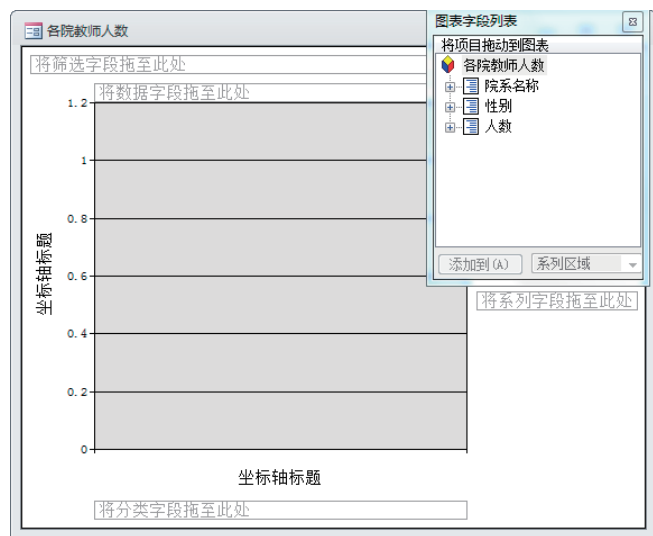 各院教师人数
将筛选字段拖至此处
将数据字段拖至此处
1.2
1
0.8
0.6
0.4
0.2
0
坐标轴标题
坐标轴标题
将分类字段拖至此处
将系列字段拖至此处
图表字段列表
将项目拖动到图表
各院教师人数
院系名称
性别
人数
添加到(A)
系列区域